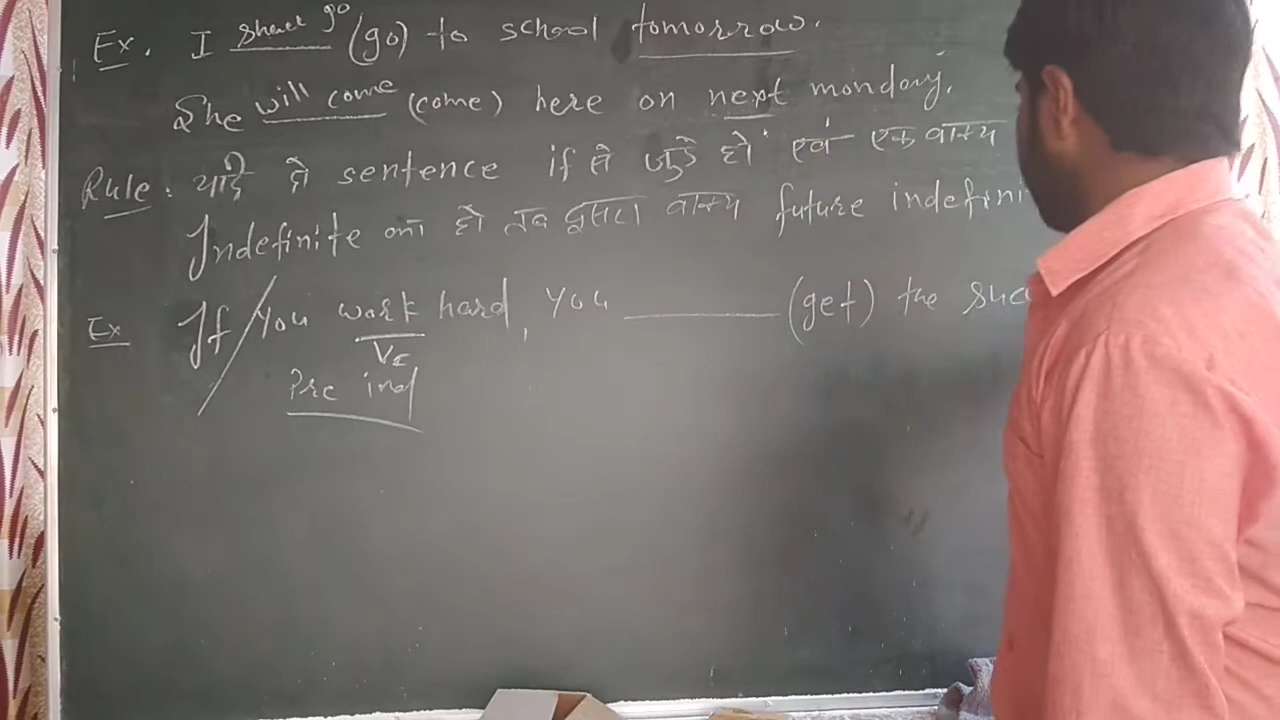 Ex. I shall go (go) to school tomorrow.
She will come (come) here on next monday.
Rule: यदि दो sentence if से जुड़े हो एवं एक वाक्य
Indefinite का हो तब दूसरा वाक्य future indefini
Ex If / You work hard, you ______ (get) the suc
VI
Pre ind